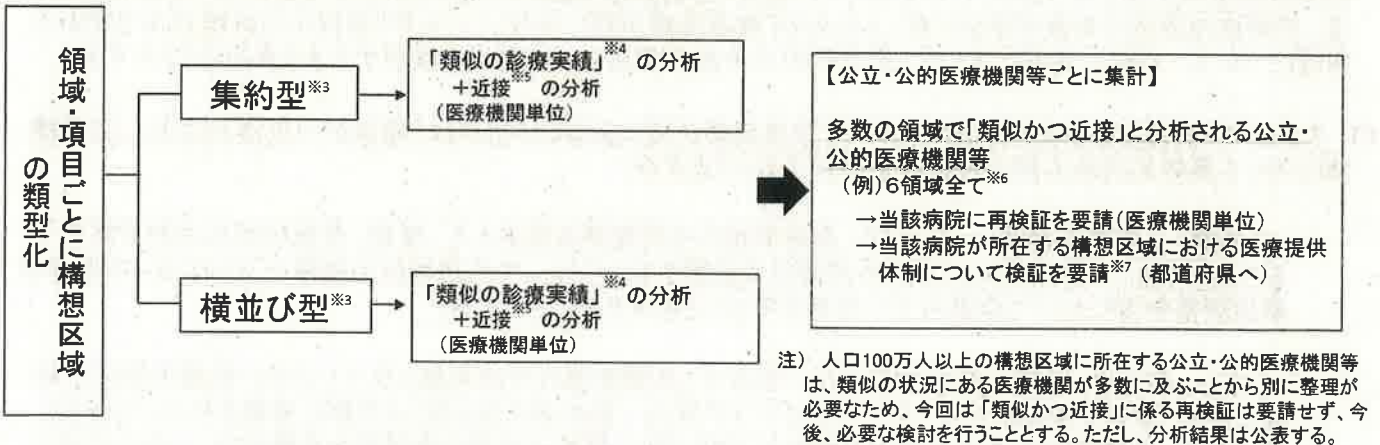 領域・項目ごとに構想区域
の類型化
集約型※3
「類似の診療実績」※4 の分析
+近接※5 の分析
(医療機関単位)
横並び型※3
「類似の診療実績」※4 の分析
+近接※5 の分析
(医療機関単位)
【公立・公的医療機関等ごとに集計】
多数の領域で「類似かつ近接」と分析される公立・
公的医療機関等
(例)6領域全て※6
→当該病院に再検証を要請(医療機関単位)
→当該病院が所在する構想区域における医療提供
体制について検証を要請※7 (都道府県へ)
注) 人口100万人以上の構想区域に所在する公立・公的医療機関等
は、類似の状況にある医療機関が多数に及ぶことから別に整理が
必要なため、今回は「類似かつ近接」に係る再検証は要請せず、今
後、必要な検討を行うこととする。ただし、分析結果は公表する。